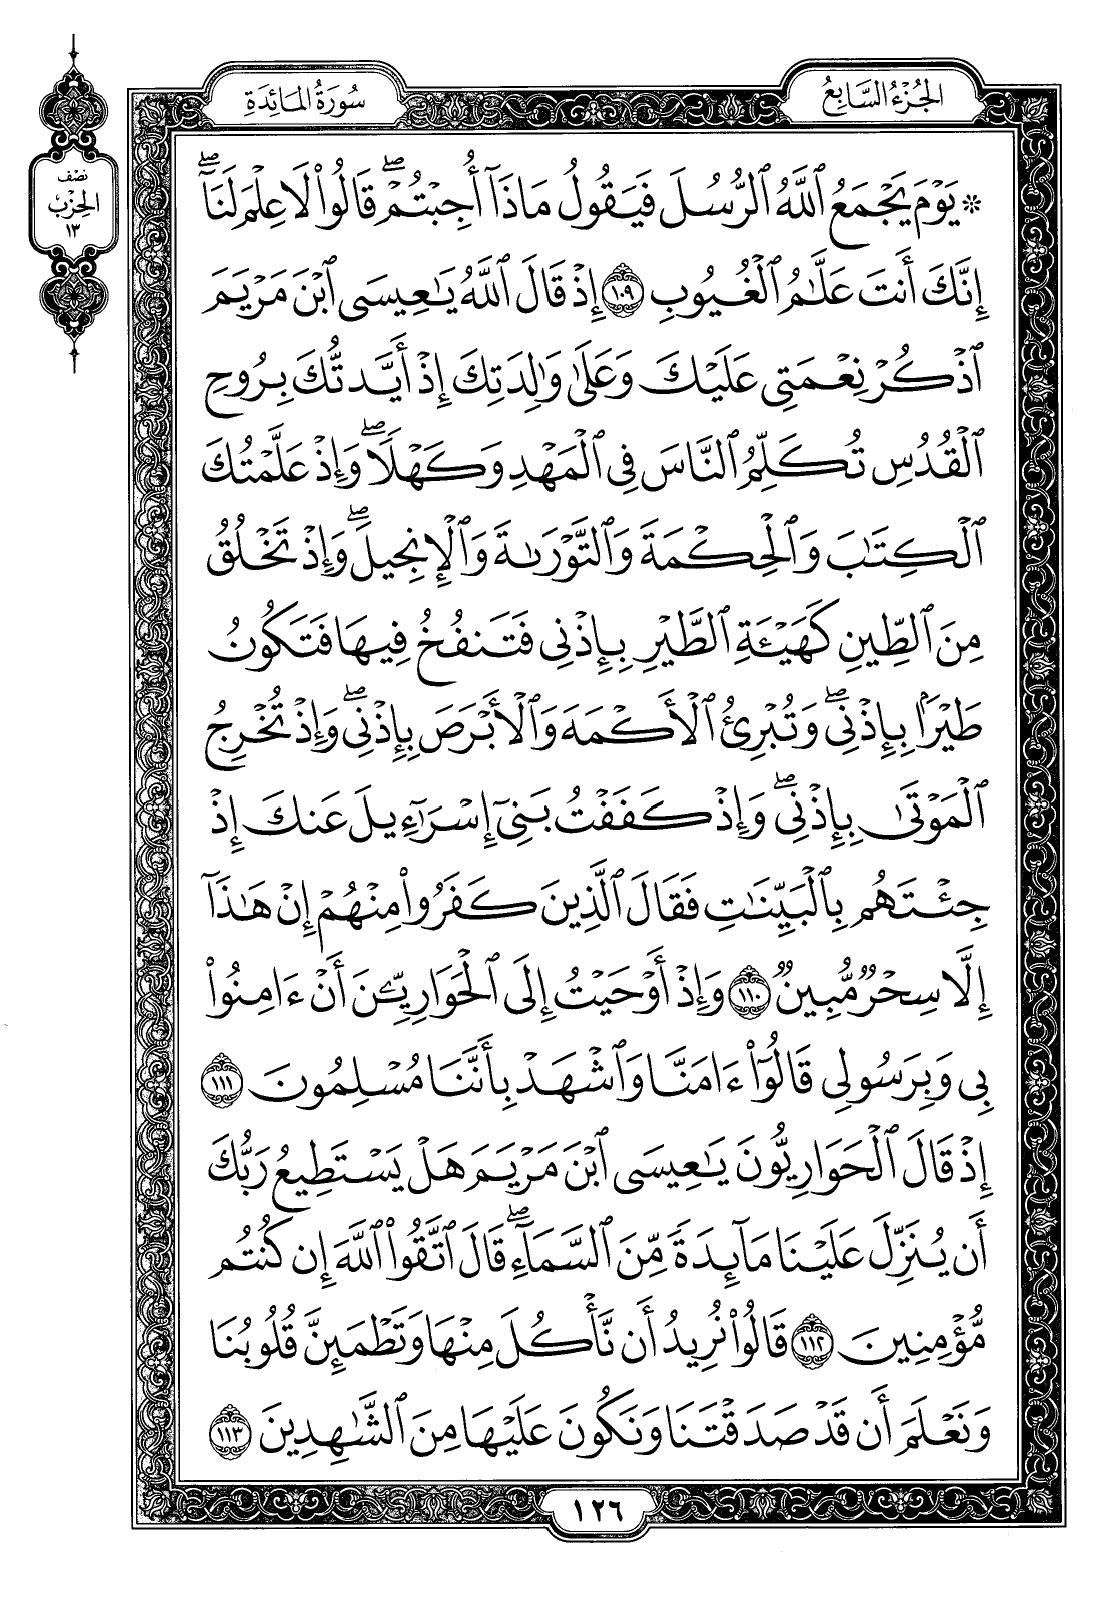 الجُزْءُ السَّابِعُ
سُورَةُ المَائِدَةِ
نصف
الحِزْب
١٣
۞ يَوْمَ يَجْمَعُ ٱللَّهُ ٱلرُّسُلَ فَيَقُولُ مَاذَآ أُجِبْتُمْۖ قَالُوا۟ لَا عِلْمَ لَنَآۖ
إِنَّكَ أَنتَ عَلَّٰمُ ٱلْغُيُوبِ ١٠٩ إِذْ قَالَ ٱللَّهُ يَٰعِيسَى ٱبْنَ مَرْيَمَ
ٱذْكُرْ نِعْمَتِى عَلَيْكَ وَعَلَىٰ وَٰلِدَتِكَ إِذْ أَيَّدتُّكَ بِرُوحِ
ٱلْقُدُسِ تُكَلِّمُ ٱلنَّاسَ فِى ٱلْمَهْدِ وَكَهْلًاۖ وَإِذْ عَلَّمْتُكَ
ٱلْكِتَٰبَ وَٱلْحِكْمَةَ وَٱلتَّوْرَىٰةَ وَٱلْإِنجِيلَۖ وَإِذْ تَخْلُقُ
مِنَ ٱلطِّينِ كَهَيْـَٔةِ ٱلطَّيْرِ بِإِذْنِى فَتَنفُخُ فِيهَا فَتَكُونُ
طَيْرًۢا بِإِذْنِىۖ وَتُبْرِئُ ٱلْأَكْمَهَ وَٱلْأَبْرَصَ بِإِذْنِىۖ وَإِذْ تُخْرِجُ
ٱلْمَوْتَىٰ بِإِذْنِىۖ وَإِذْ كَفَفْتُ بَنِىٓ إِسْرَٰٓءِيلَ عَنكَ إِذْ
جِئْتَهُم بِٱلْبَيِّنَٰتِ فَقَالَ ٱلَّذِينَ كَفَرُوا۟ مِنْهُمْ إِنْ هَٰذَآ
إِلَّا سِحْرٌ مُّبِينٌ ١١٠ وَإِذْ أَوْحَيْتُ إِلَى ٱلْحَوَارِيِّـۧنَ أَنْ ءَامِنُوا۟
بِى وَبِرَسُولِى قَالُوٓا۟ ءَامَنَّا وَٱشْهَدْ بِأَنَّنَا مُسْلِمُونَ ١١١
إِذْ قَالَ ٱلْحَوَارِيُّونَ يَٰعِيسَى ٱبْنَ مَرْيَمَ هَلْ يَسْتَطِيعُ رَبُّكَ
أَن يُنَزِّلَ عَلَيْنَا مَآئِدَةً مِّنَ ٱلسَّمَآءِۖ قَالَ ٱتَّقُوا۟ ٱللَّهَ إِن كُنتُم
مُّؤْمِنِينَ ١١٢ قَالُوا۟ نُرِيدُ أَن نَّأْكُلَ مِنْهَا وَتَطْمَئِنَّ قُلُوبُنَا
وَنَعْلَمَ أَن قَدْ صَدَقْتَنَا وَنَكُونَ عَلَيْهَا مِنَ ٱلشَّٰهِدِينَ ١١٣
١٢٦